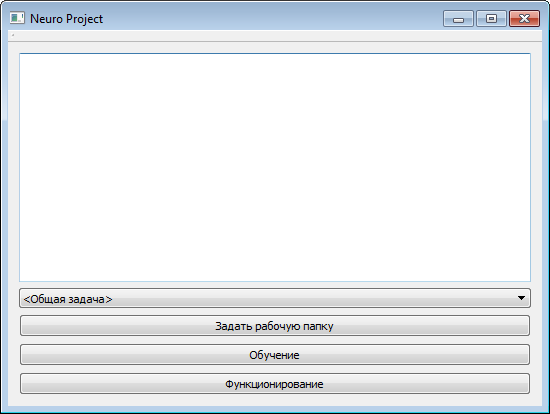 Neuro Project
<Общая задача>
Задать рабочую папку
Обучение
Функционирование